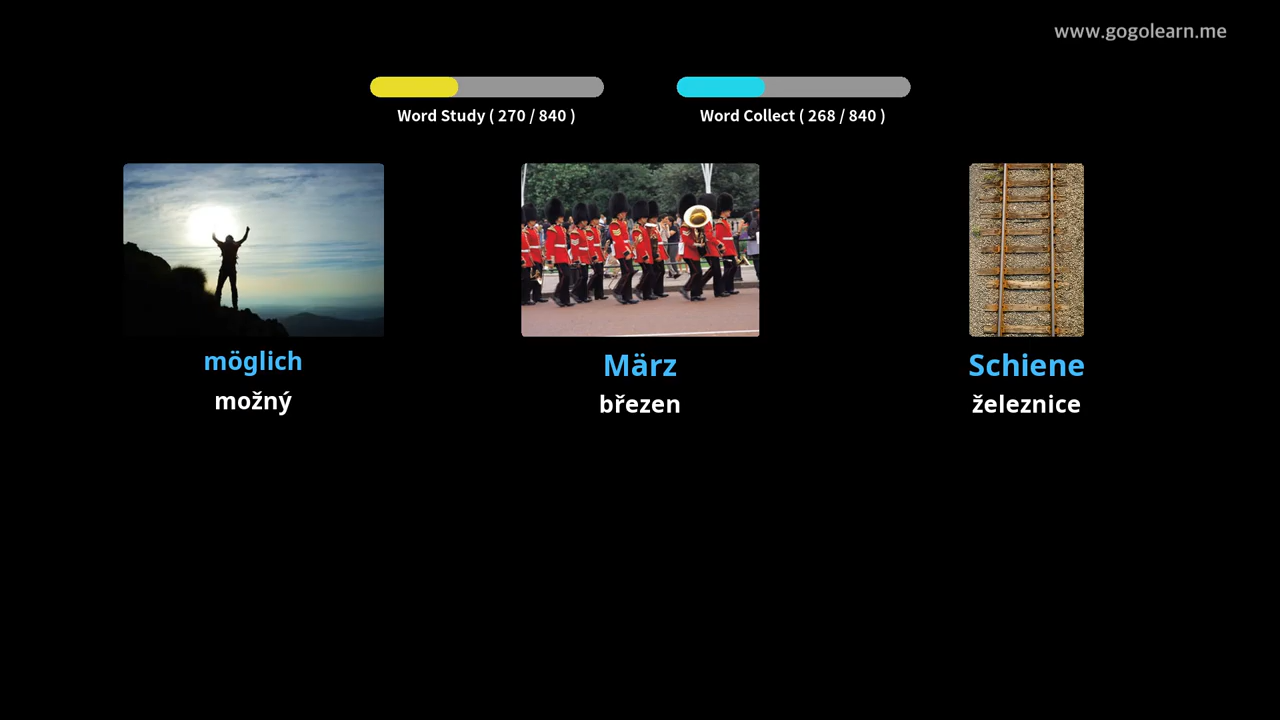 www.gogolearn.me
Word Study ( 270 / 840 )
Word Collect ( 268 / 840 )
möglich
možný
März
březen
Schiene
železnice